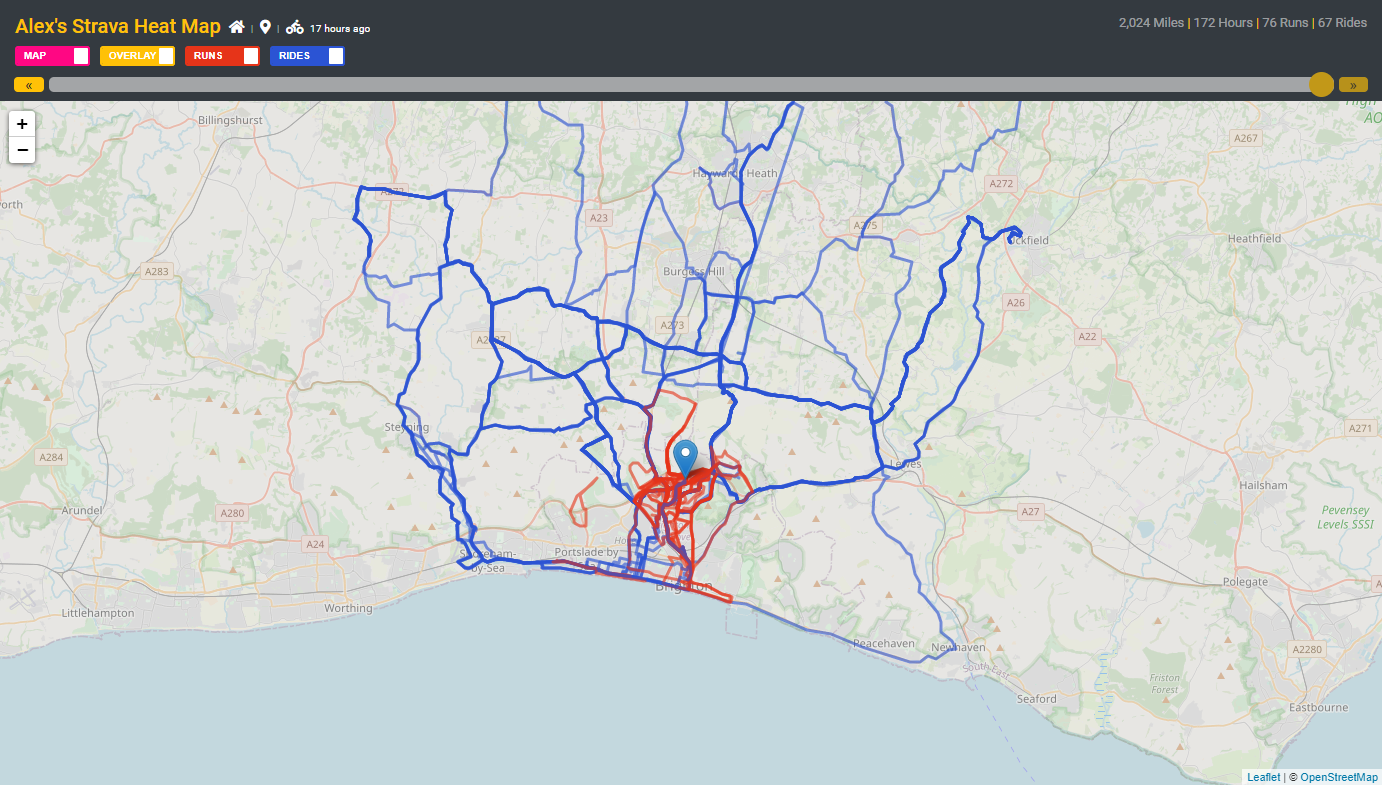 Alex's Strava Heat Map | | 17 hours ago
2,024 Miles | 172 Hours | 76 Runs | 67 Rides
MAP
OVERLAY
RUNS
RIDES
«
»
+
−
High
AO
Billingshurst
A267
Haywards Heath
A272
A272
orth
A23
A275
Heathfield
Uckfield
A283
Burgess Hill
A26
A273
A22
A2037
Steyning
A271
A284
Lewes
Hailsham
Arundel
A280
A27
Pevensey
Levels SSSI
A24
Shoreham-
by-Sea
Portslade by
Ho
Polegate
A
Brighton
Littlehampton
Worthing
Peacehaven
Newhaven
A2280
South East
Friston
Forest
Seaford
Eastbourne
Leaflet | © OpenStreetMap